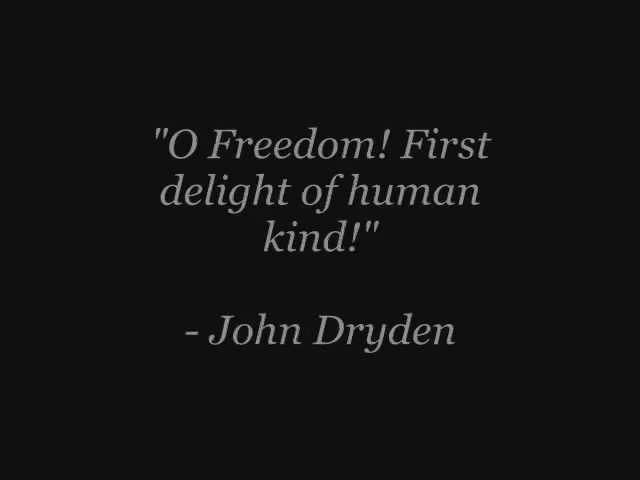 "O Freedom! First
delight of human
kind!"
- John Dryden